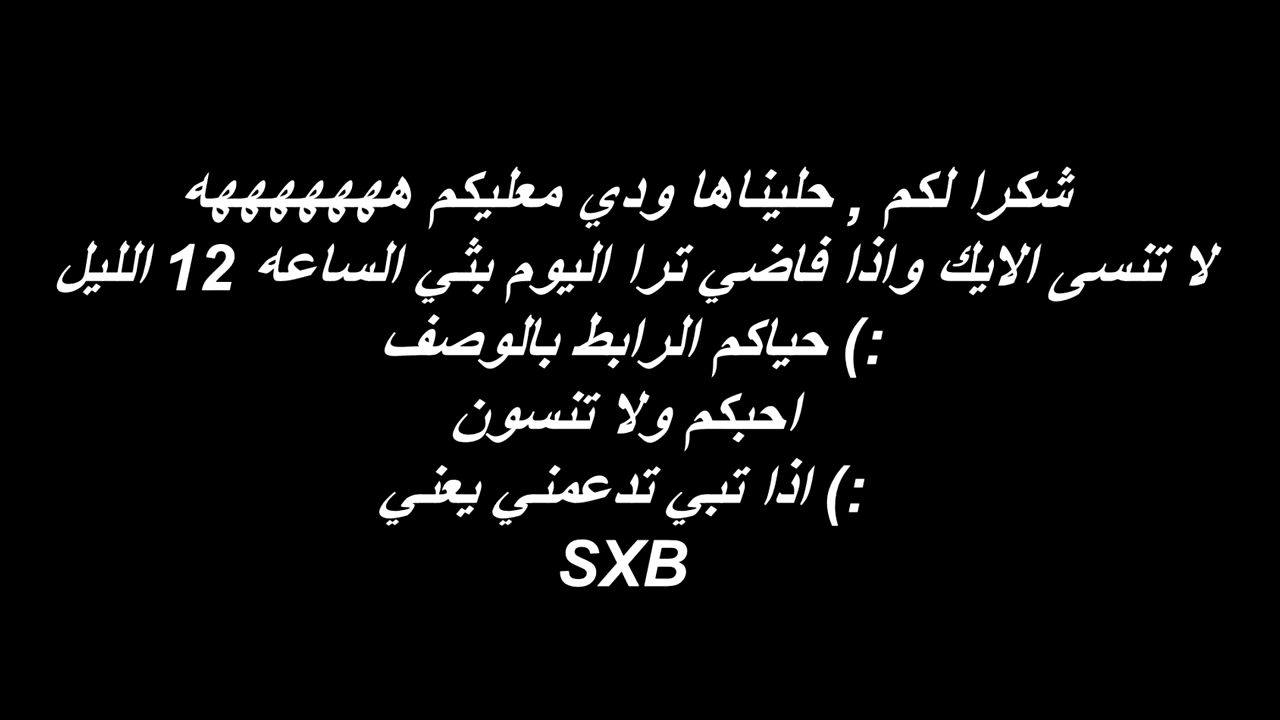 شكرا لكم , حليناها ودي معليكم ههههههههه
لا تنسى الايك واذا فاضي ترا اليوم بثي الساعه 12 الليل
:) حياكم الرابط بالوصف
احبكم ولا تنسون
:) اذا تبي تدعمني يعني
SXB